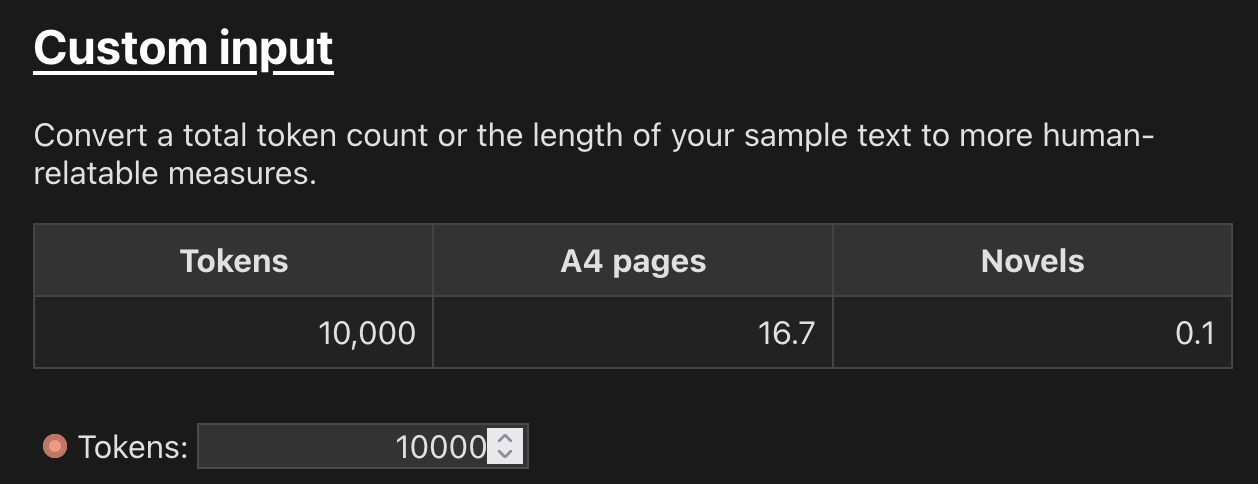 Custom input
Convert a total token count or the length of your sample text to more human-
relatable measures.
Tokens A4 pages Novels
10,000 16.7 0.1
Tokens: 10000